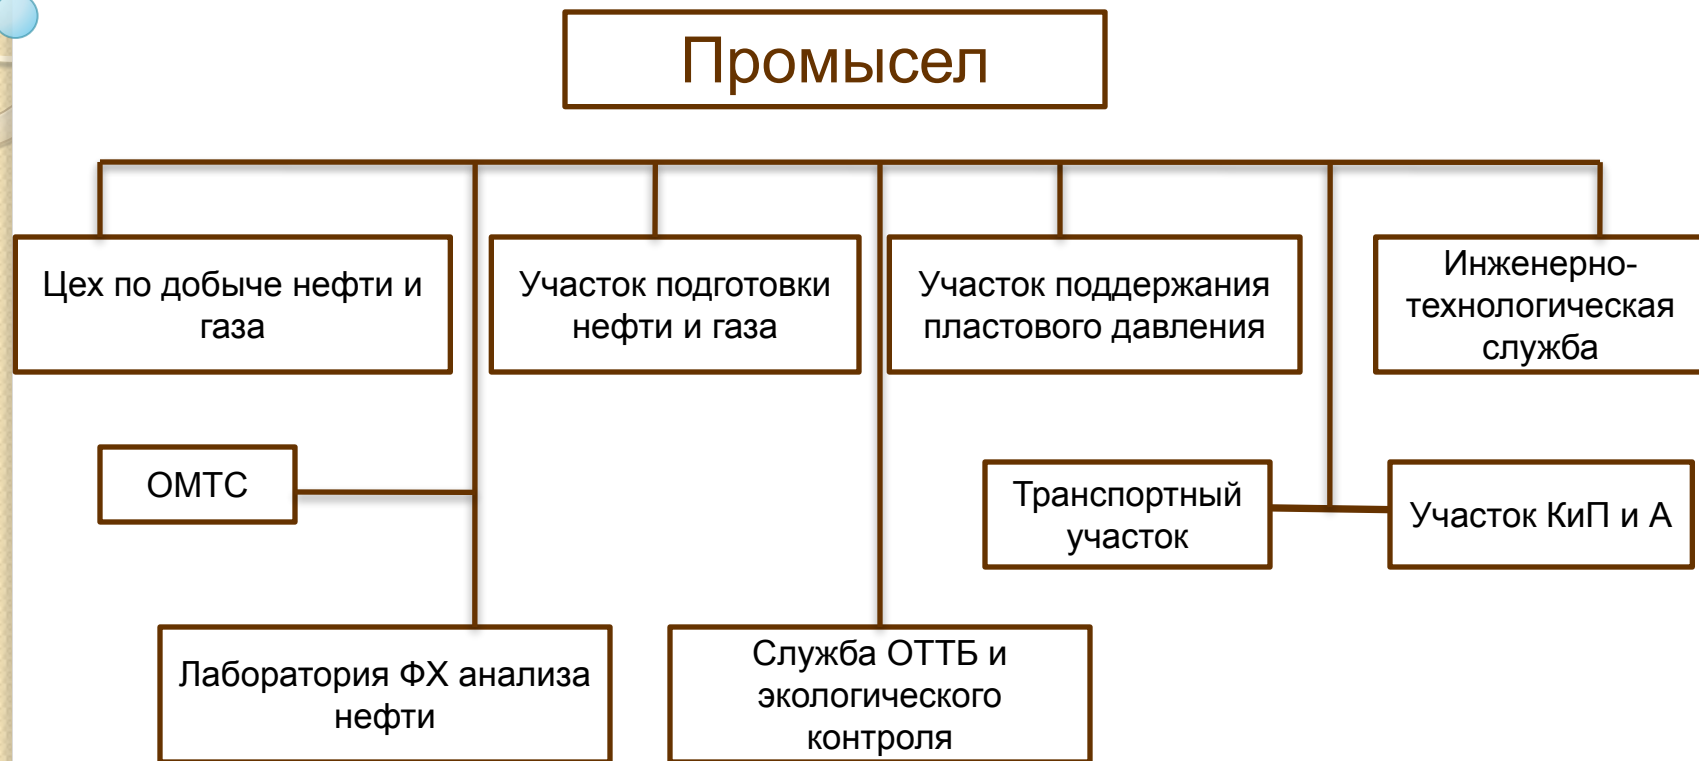 Промысел
Цех по добыче нефти и
газа
Участок подготовки
нефти и газа
Участок поддержания
пластового давления
Инженерно-
технологическая
служба
ОМТС
Транспортный
участок
Участок КиП и А
Лаборатория ФХ анализа
нефти
Служба ОТТБ и
экологического
контроля